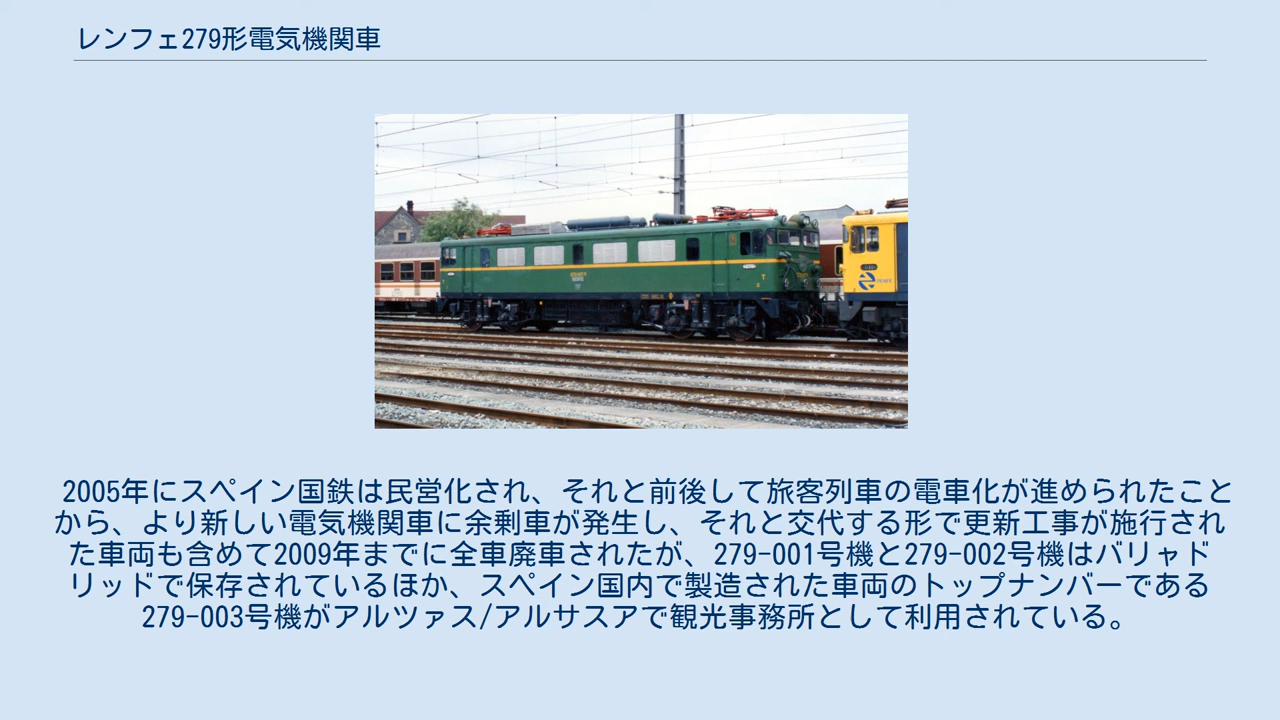 レンフェ279形電気機関車
2005年にスペイン国鉄は民営化され、それと前後して旅客列車の電車化が進められたこと
から、より新しい電気機関車に余剰車が発生し、それと交代する形で更新工事が施行され
た車両も含めて2009年までに全車廃車されたが、279-001号機と279-002号機はバリャド
リッドで保存されているほか、スペイン国内で製造された車両のトップナンバーである
279-003号機がアルツァス/アルサスアで観光事務所として利用されている。